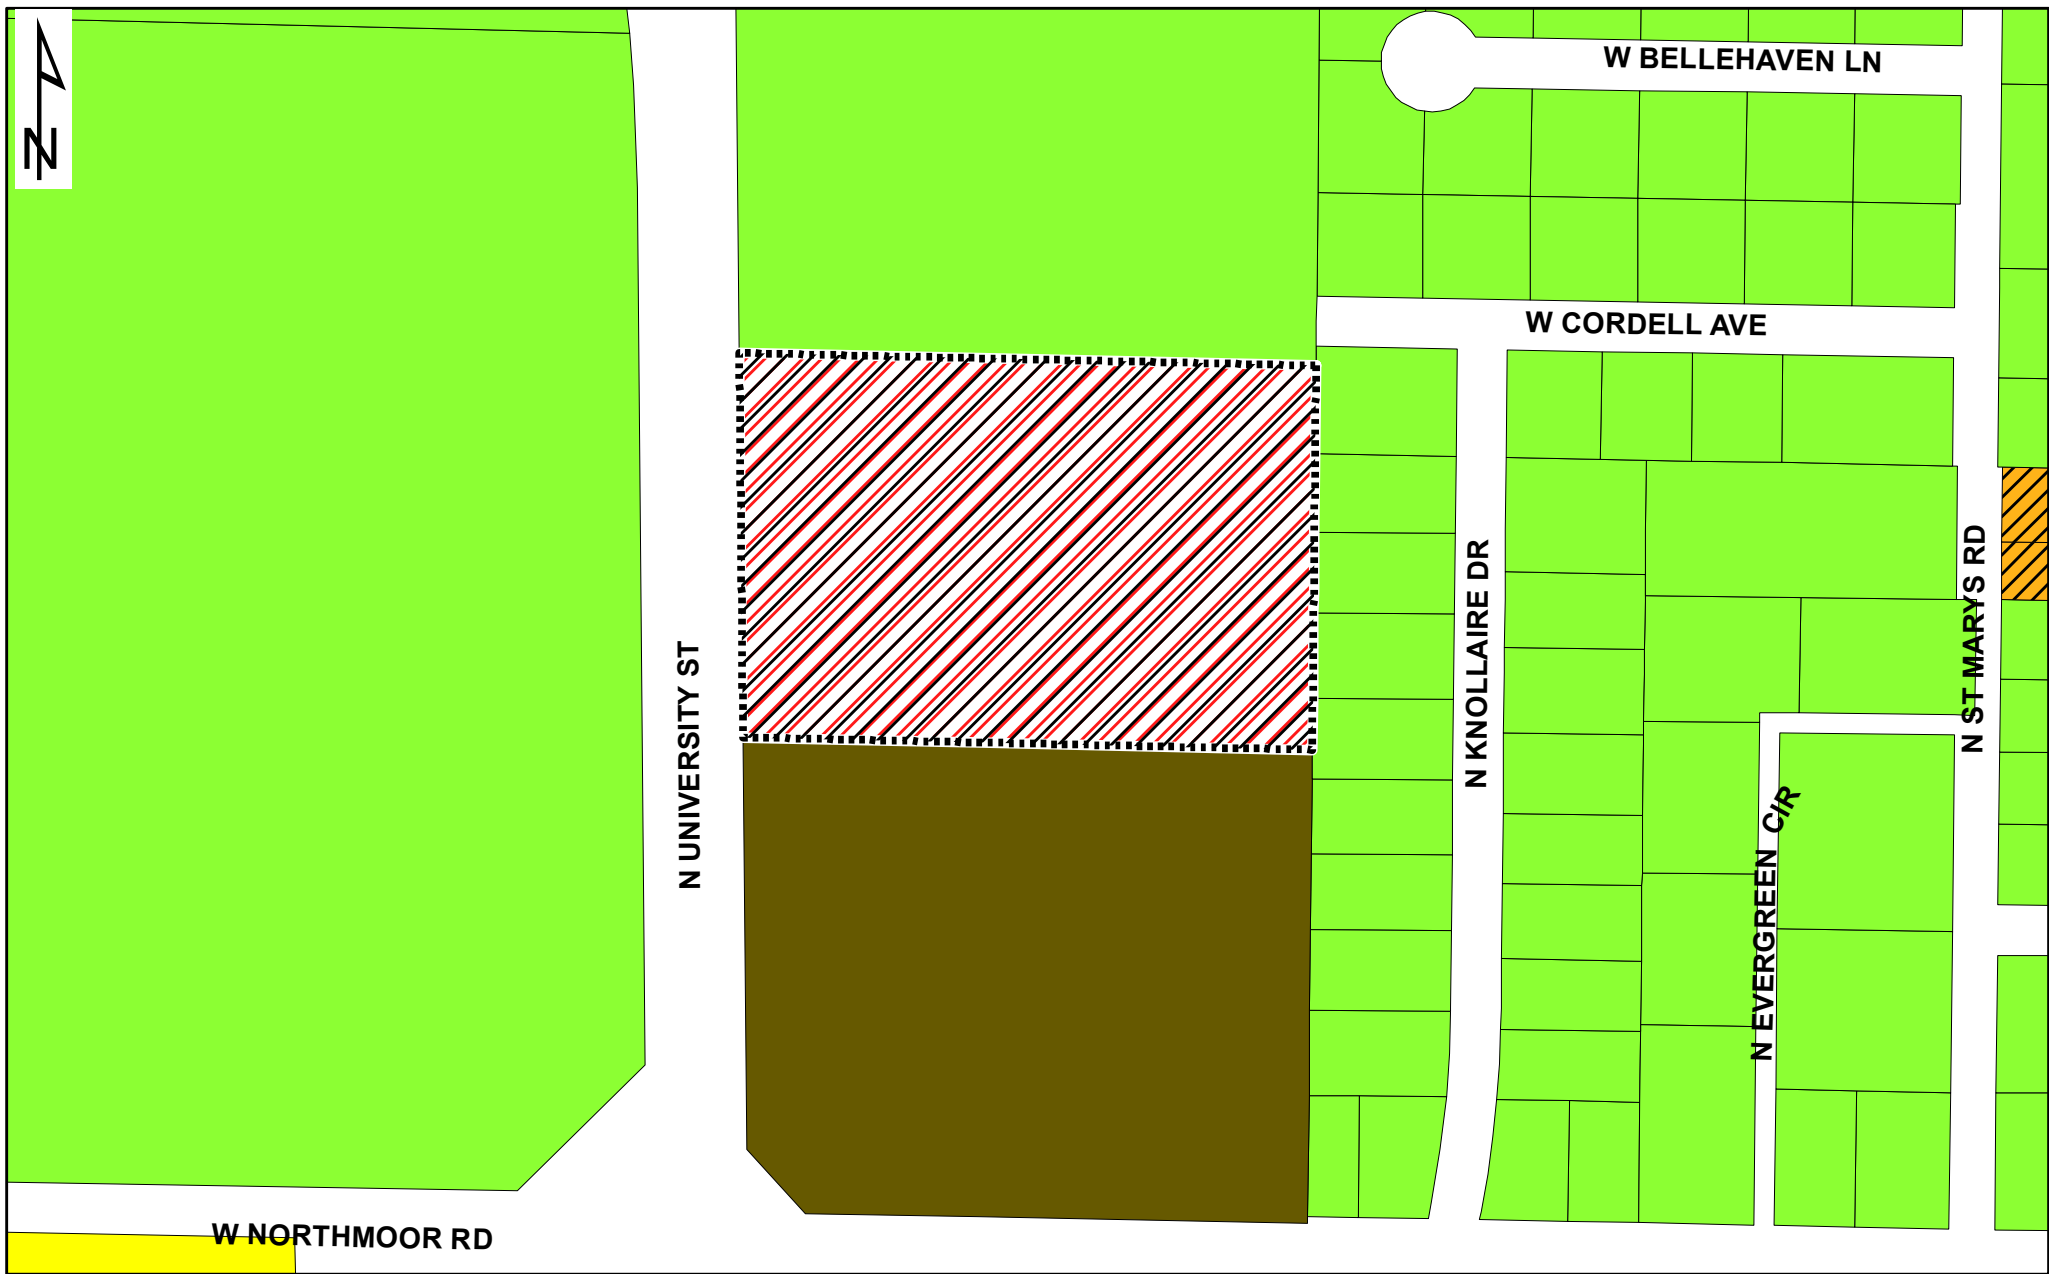 N
W BELLEHAVEN LN
W CORDELL AVE
N UNIVERSITY ST
N KNOLLAIRE DR
N ST MARYS RD
N EVERGREEN CIR
W NORTHMOOR RD